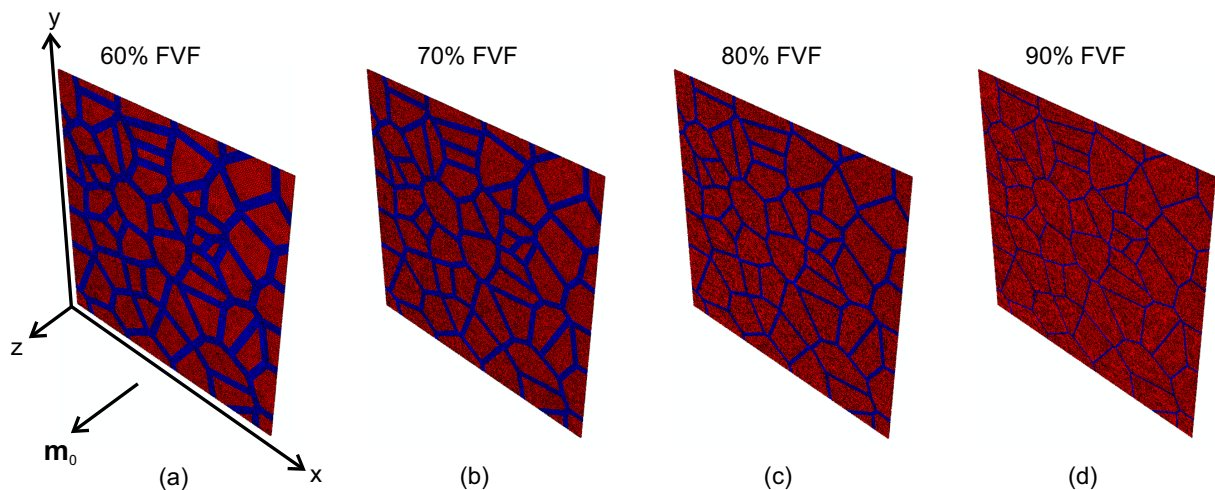 y
60% FVF
70% FVF
80% FVF
90% FVF
z
m₀
x
(a)
(b)
(c)
(d)